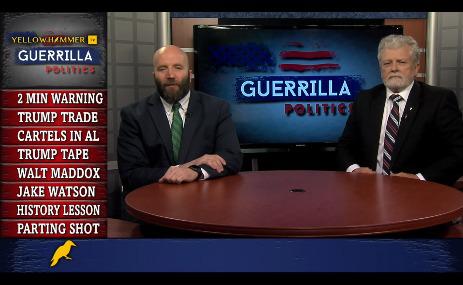 YELLOWHAMMER TV
GUERRILLA
POLITICS
2 MIN WARNING
TRUMP TRADE
CARTELS IN AL
TRUMP TAPE
WALT MADDOX
JAKE WATSON
HISTORY LESSON
PARTING SHOT
GUERRILLA
POLITICS